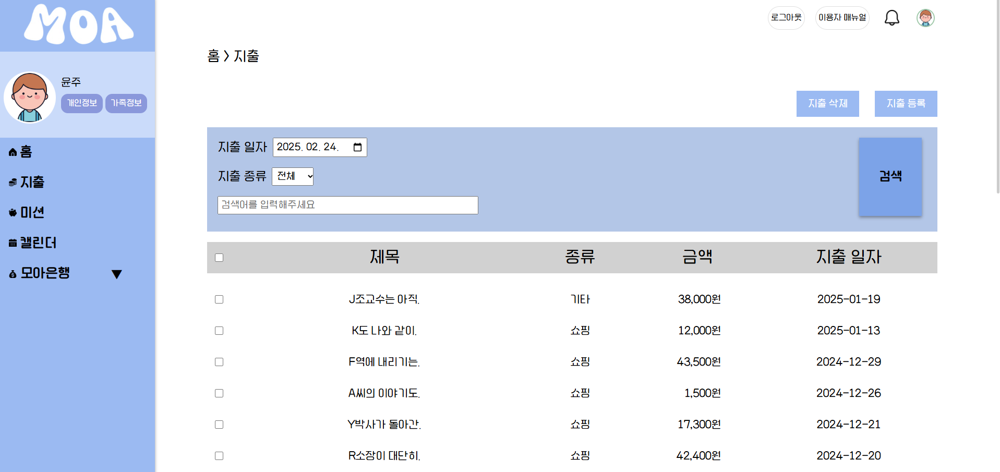 MOA
로그아웃 이용자 매뉴얼
홈 > 지출
윤주
개인정보 가족정보
지출 삭제 지출 등록
홈
지출
미션
캘린더
모아은행 ▼
지출 일자 2025. 02. 24.
지출 종류 전체
검색어를 입력해주세요
검색
제목 종류 금액 지출 일자
J조교수는 아직. 기타 38,000원 2025-01-19
K도 나와 같이. 쇼핑 12,000원 2025-01-13
F역에 내리기는. 쇼핑 43,500원 2024-12-29
A씨의 이야기도. 쇼핑 1,500원 2024-12-26
Y박사가 돌아간. 쇼핑 17,300원 2024-12-21
R소장이 대단히. 쇼핑 42,400원 2024-12-20